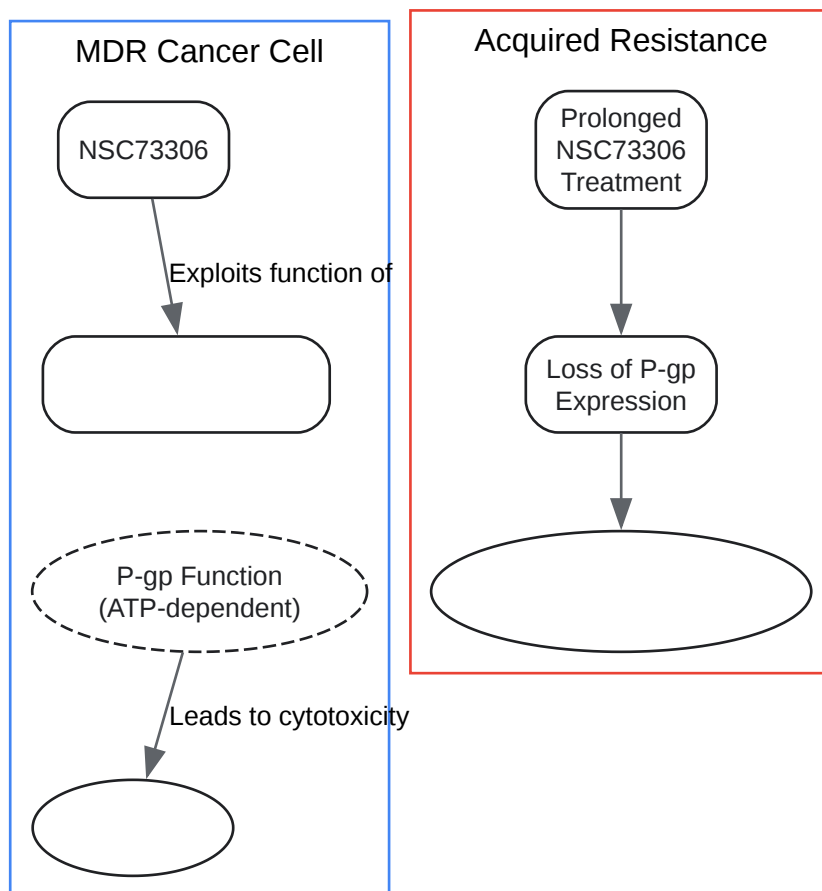 MDR Cancer Cell
NSC73306
Exploits function of
P-gp Function
(ATP-dependent)
Leads to cytotoxicity
Acquired Resistance
Prolonged
NSC73306
Treatment
Loss of P-gp
Expression